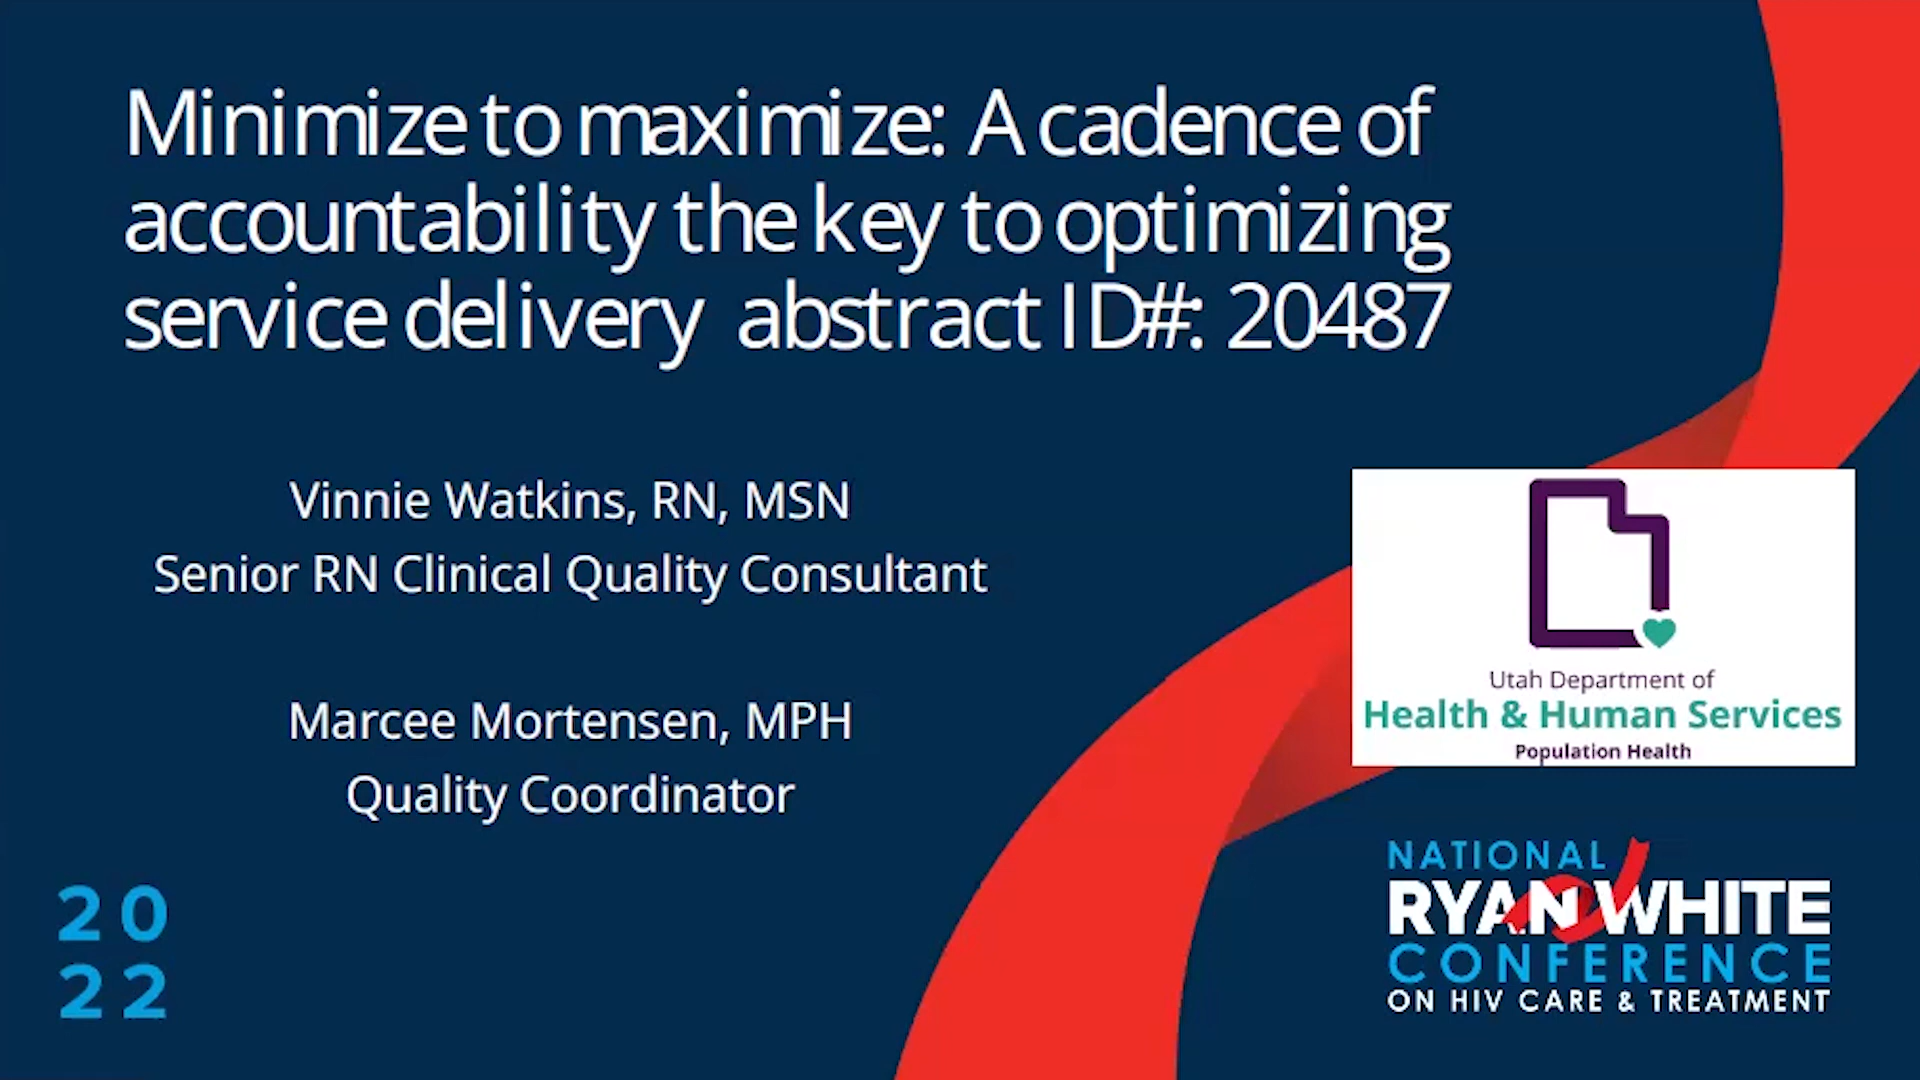 Minimize to maximize: A cadence of
accountability the key to optimizing
service delivery abstract ID#: 20487
Vinnie Watkins, RN, MSN
Senior RN Clinical Quality Consultant
Marcee Mortensen, MPH
Quality Coordinator
Utah Department of
Health & Human Services
Population Health
20
22
NATIONAL
RYAN WHITE
CONFERENCE
ON HIV CARE & TREATMENT